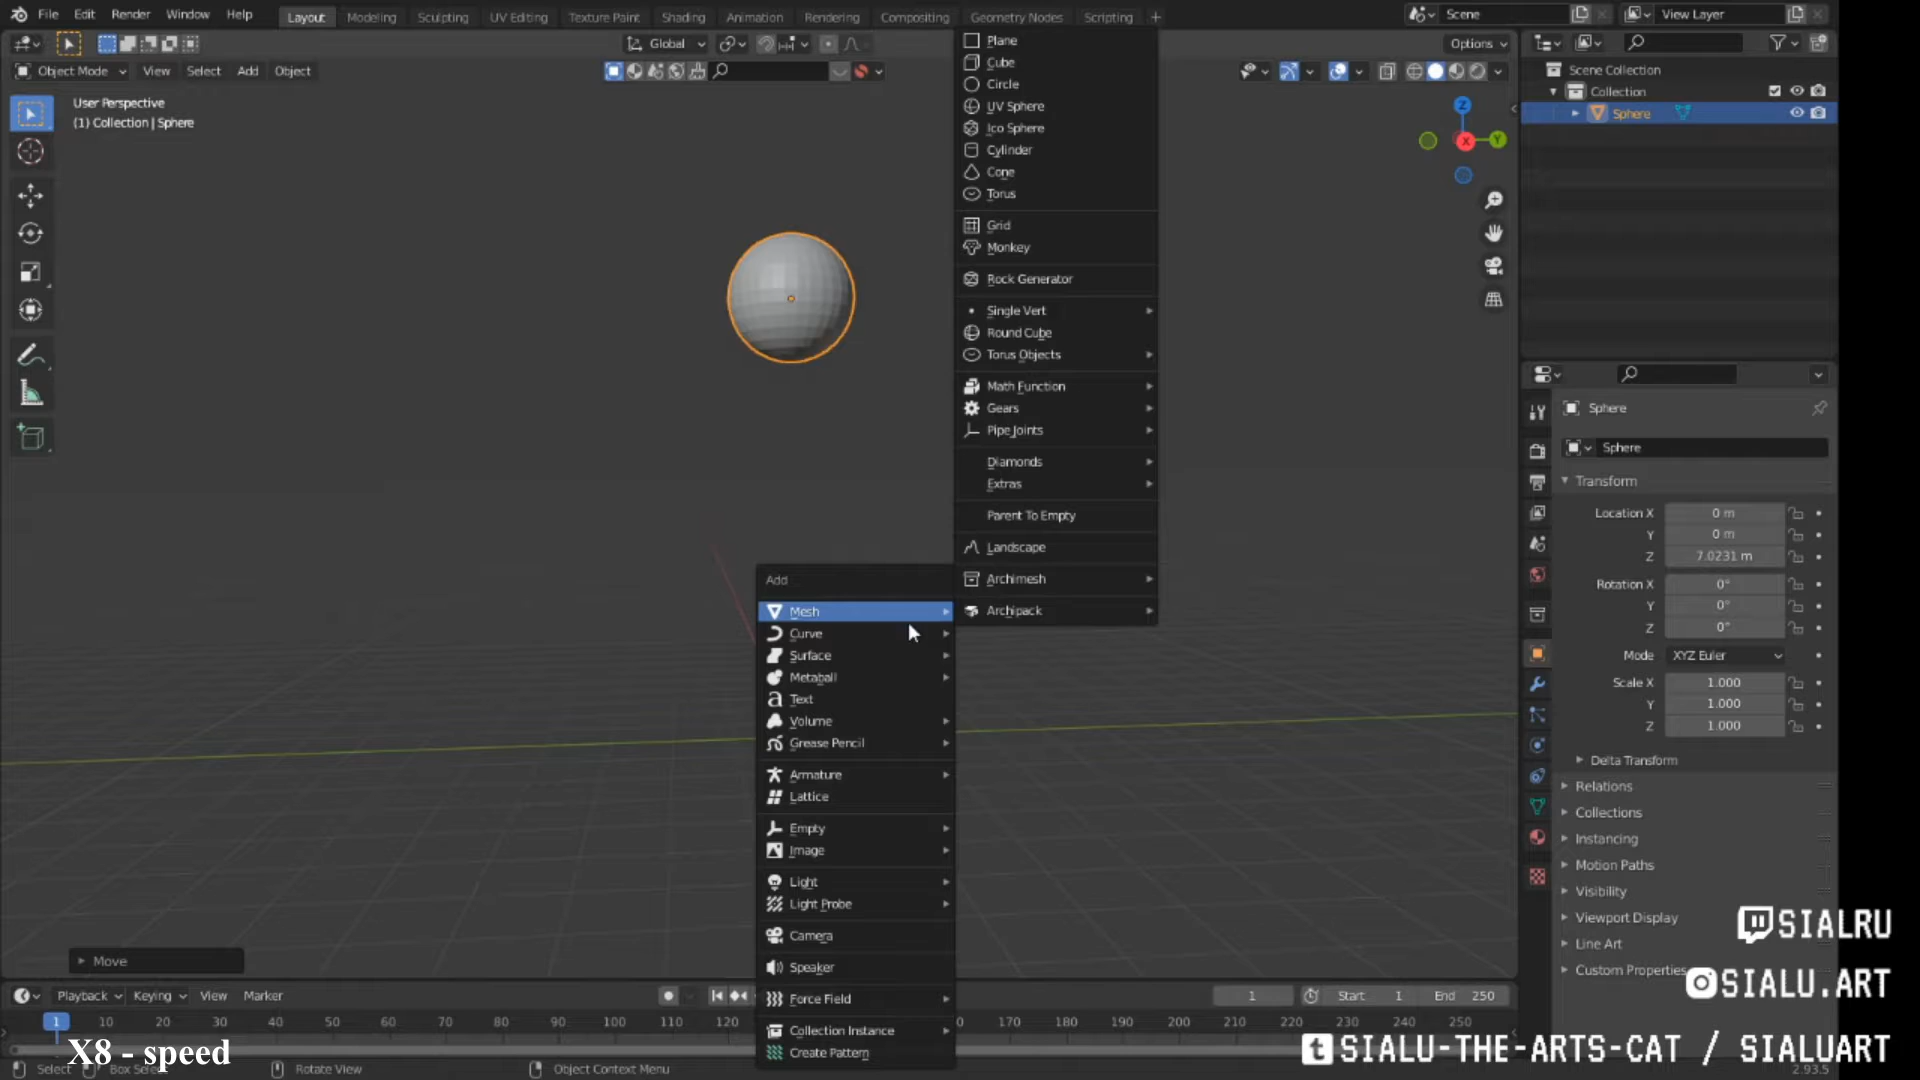 File Edit Render Window Help Layout Modeling Sculpting UV Editing Texture Paint Shading Animation Rendering Compositing Geometry Nodes Scripting + Scene View Layer
Global Options
Object Mode View Select Add Object
User Perspective
(1) Collection | Sphere
Plane
Cube
Circle
UV Sphere
Ico Sphere
Cylinder
Cone
Torus
Grid
Monkey
Rock Generator
Single Vert
Round Cube
Torus Objects
Math Function
Gears
Pipe Joints
Diamonds
Extras
Parent To Empty
Landscape
Archimesh
Archipack
Add
Mesh
Curve
Surface
Metaball
Text
Volume
Grease Pencil
Armature
Lattice
Empty
Image
Light
Light Probe
Camera
Speaker
Force Field
Collection Instance
Create Pattern
Z
X
Y
Scene Collection
Collection
Sphere
Sphere
Sphere
Transform
Location X 0 m
Y 0 m
Z 7.0231 m
Rotation X 0°
Y 0°
Z 0°
Mode XYZ Euler
Scale X 1.000
Y 1.000
Z 1.000
Delta Transform
Relations
Collections
Instancing
Motion Paths
Visibility
Viewport Display
Line Art
Custom Properties
SIALRU
SIALU.ART
SIALU-THE-ARTS-CAT / SIALUART
2.93.5
Move
Playback Keying View Marker 1 Start 1 End 250
1 10 20 30 40 50 60 70 80 90 100 110 120 0 170 180 190 200 210 220 230 240 250
X8 - speed
Select Box Select Rotate View Object Context Menu